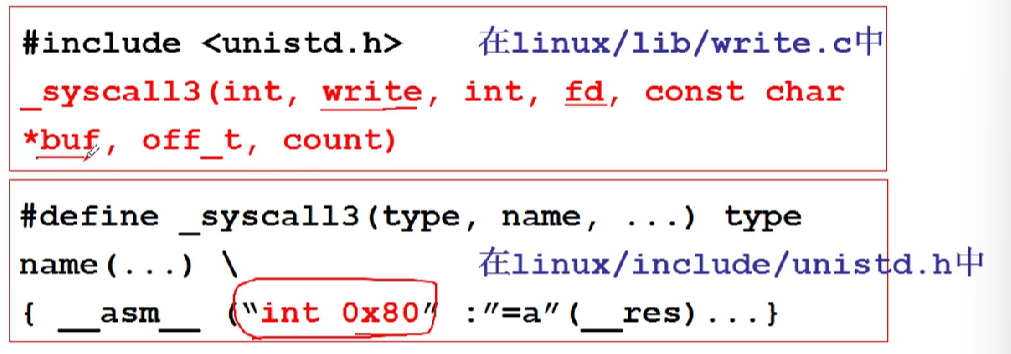 #include <unistd.h> 在linux/lib/write.c中
_syscall3(int, write, int, fd, const char
*buf, off_t, count)
#define _syscall3(type, name, ...) type
name(...) \ 在linux/include/unistd.h中
{ __asm__ (“int 0x80” :”=a”(__res)...}